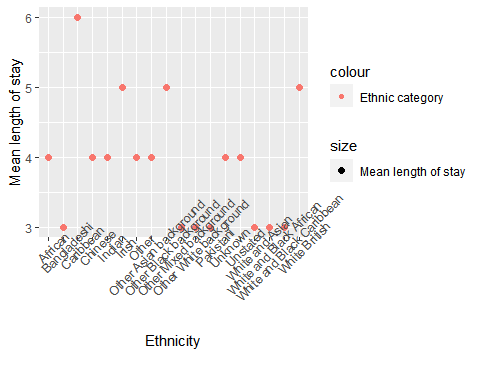 6
5
4
3
Mean length of stay
African
Bangladeshi
Caribbean
Chinese
Indian
Irish
Other
Other Asian background
Other Black background
Other Mixed background
Other White background
Pakistani
Unknown
Unstated
White and Asian
White and Black African
White and Black Caribbean
White British
Ethnicity
colour
Ethnic category
size
Mean length of stay